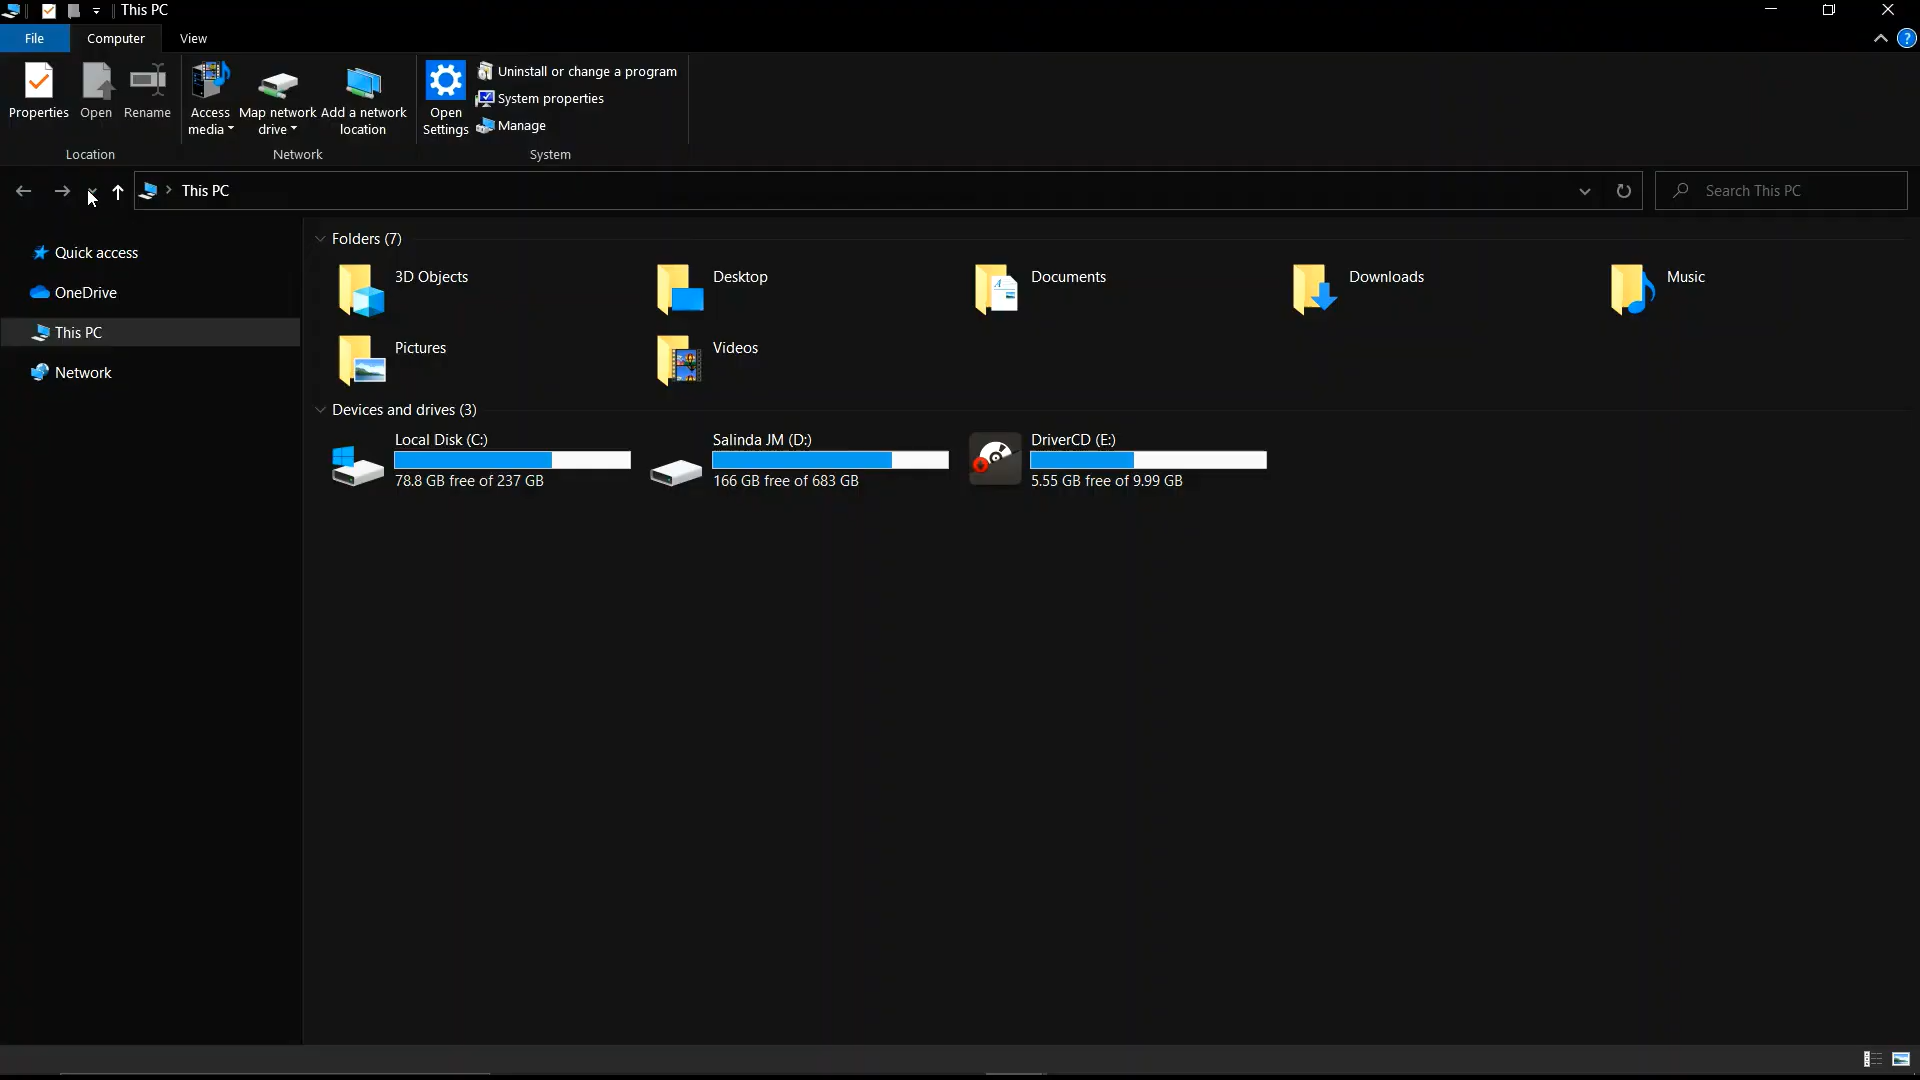 This PC
File Computer View
?
Properties Open Rename Access media Map network drive Add a network location Open Settings Uninstall or change a program
System properties
Manage
Location Network System
This PC
Search This PC
Quick access
OneDrive
This PC
Network
Folders (7)
3D Objects Desktop Documents Downloads Music
Pictures Videos
Devices and drives (3)
Local Disk (C:) Salinda JM (D:) DriverCD (E:)
78.8 GB free of 237 GB 166 GB free of 683 GB 5.55 GB free of 9.99 GB